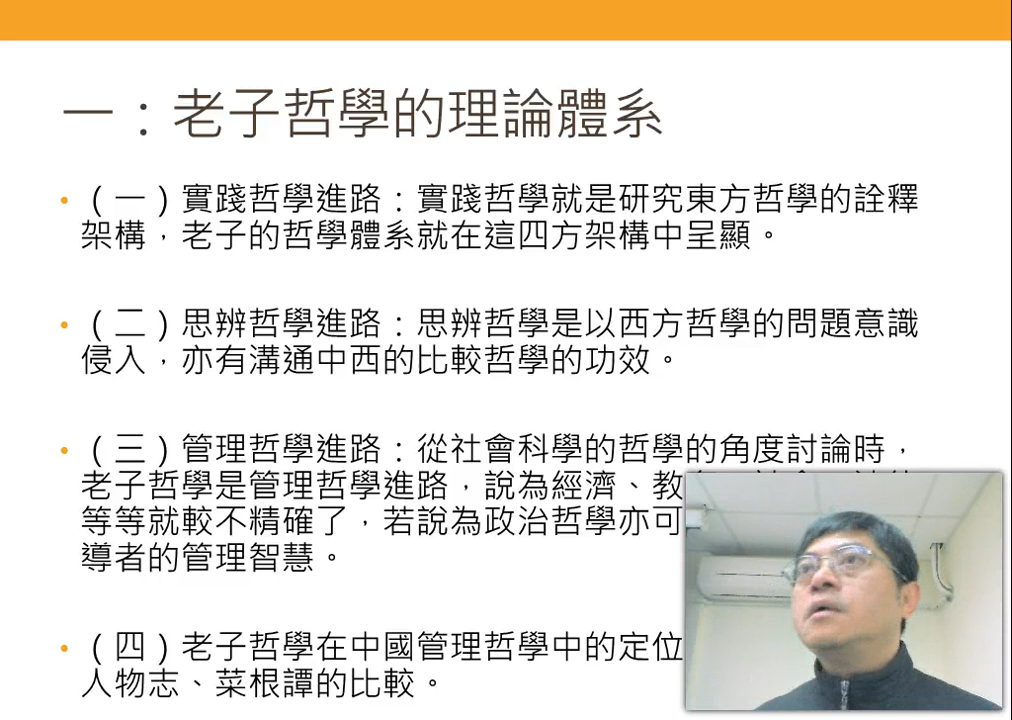 一：老子哲學的理論體系
• （一）實踐哲學進路：實踐哲學就是研究東方哲學的詮釋
架構，老子的哲學體系就在這四方架構中呈顯。
• （二）思辨哲學進路：思辨哲學是以西方哲學的問題意識
侵入，亦有溝通中西的比較哲學的功效。
• （三）管理哲學進路：從社會科學的哲學的角度討論時，
老子哲學是管理哲學進路，說為經濟、教
等等就較不精確了，若說為政治哲學亦可
導者的管理智慧。
• （四）老子哲學在中國管理哲學中的定位
人物志、菜根譚的比較。